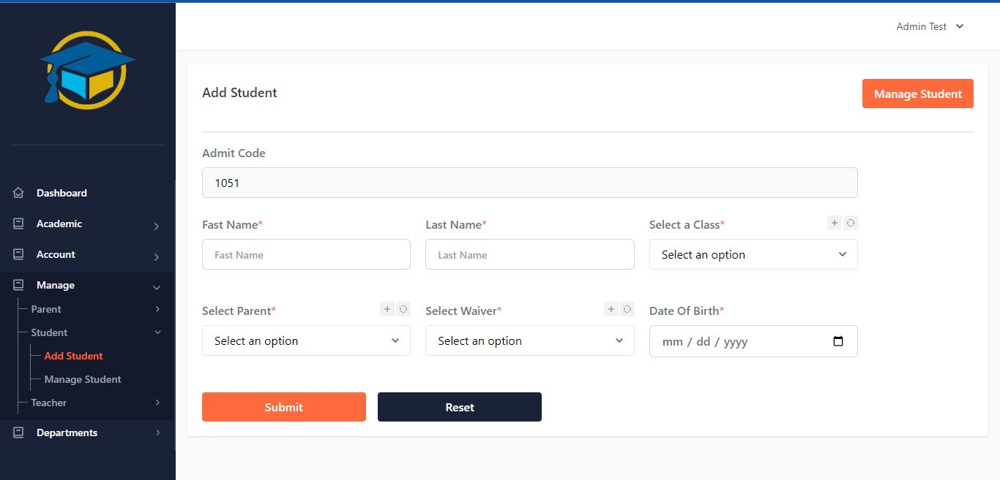 Admin Test
Dashboard
Academic
Account
Manage
Parent
Student
Add Student
Manage Student
Teacher
Departments
Add Student
Manage Student
Admit Code
1051
Fast Name* Last Name* Select a Class*
Fast Name Last Name Select an option
Select Parent* Select Waiver* Date Of Birth*
Select an option Select an option mm / dd / yyyy
Submit Reset